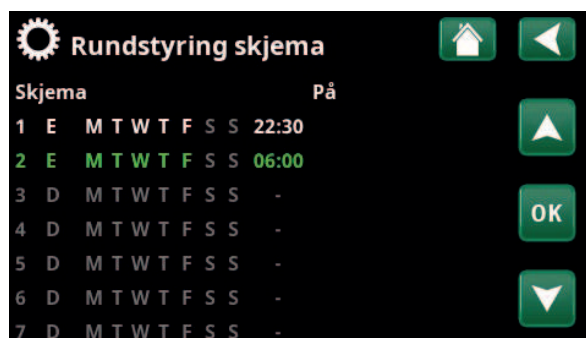 Rundstyring skjema
Skjema På
1 E M T W T F S S 22:30
2 E M T W T F S S 06:00
3 D M T W T F S S -
4 D M T W T F S S -
OK
5 D M T W T F S S -
6 D M T W T F S S -
7 D M T W T F S S -